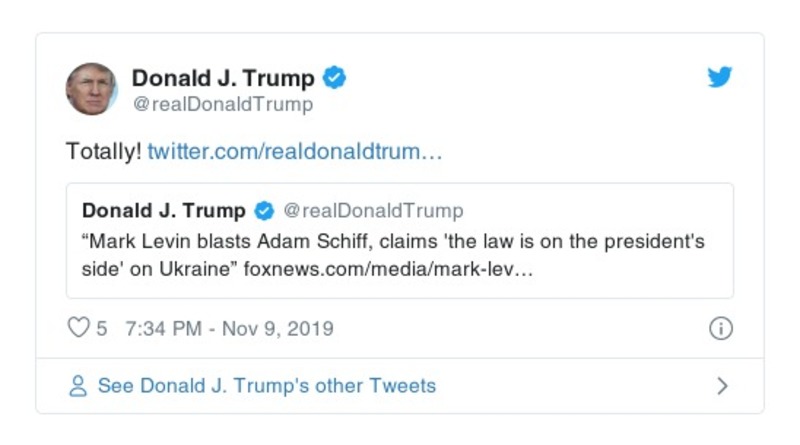 Donald J. Trump
@realDonaldTrump
Totally! twitter.com/realdonaldtrum…
Donald J. Trump @realDonaldTrump
“Mark Levin blasts Adam Schiff, claims 'the law is on the president's
side' on Ukraine” foxnews.com/media/mark-lev…
5 7:34 PM - Nov 9, 2019
See Donald J. Trump's other Tweets